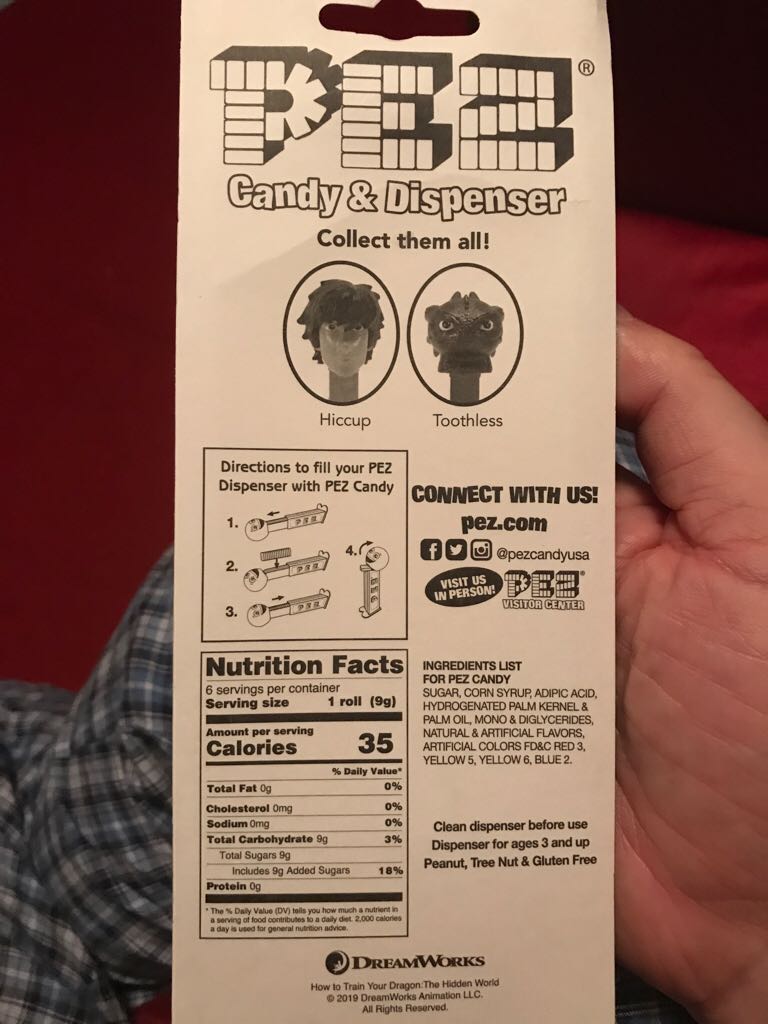 PEZ®
Candy & Dispenser
Collect them all!
Hiccup
Toothless
Directions to fill your PEZ
Dispenser with PEZ Candy
1.
PEZ
2.
PEZ
3.
PEZ
4.
PEZ
CONNECT WITH US!
pez.com
@pezcandyusa
VISIT US
IN PERSON!
PEZ®
VISITOR CENTER
Nutrition Facts
6 servings per container
Serving size 1 roll (9g)
Amount per serving
Calories 35
% Daily Value*
Total Fat 0g 0%
Cholesterol 0mg 0%
Sodium 0mg 0%
Total Carbohydrate 9g 3%
Total Sugars 9g
Includes 9g Added Sugars 18%
Protein 0g
* The % Daily Value (DV) tells you how much a nutrient in
a serving of food contributes to a daily diet. 2,000 calories
a day is used for general nutrition advice.
INGREDIENTS LIST
FOR PEZ CANDY
SUGAR, CORN SYRUP, ADIPIC ACID,
HYDROGENATED PALM KERNEL &
PALM OIL, MONO & DIGLYCERIDES,
NATURAL & ARTIFICIAL FLAVORS,
ARTIFICIAL COLORS FD&C RED 3,
YELLOW 5, YELLOW 6, BLUE 2.
Clean dispenser before use
Dispenser for ages 3 and up
Peanut, Tree Nut & Gluten Free
DREAMWORKS
How to Train Your Dragon:The Hidden World
© 2019 DreamWorks Animation LLC.
All Rights Reserved.